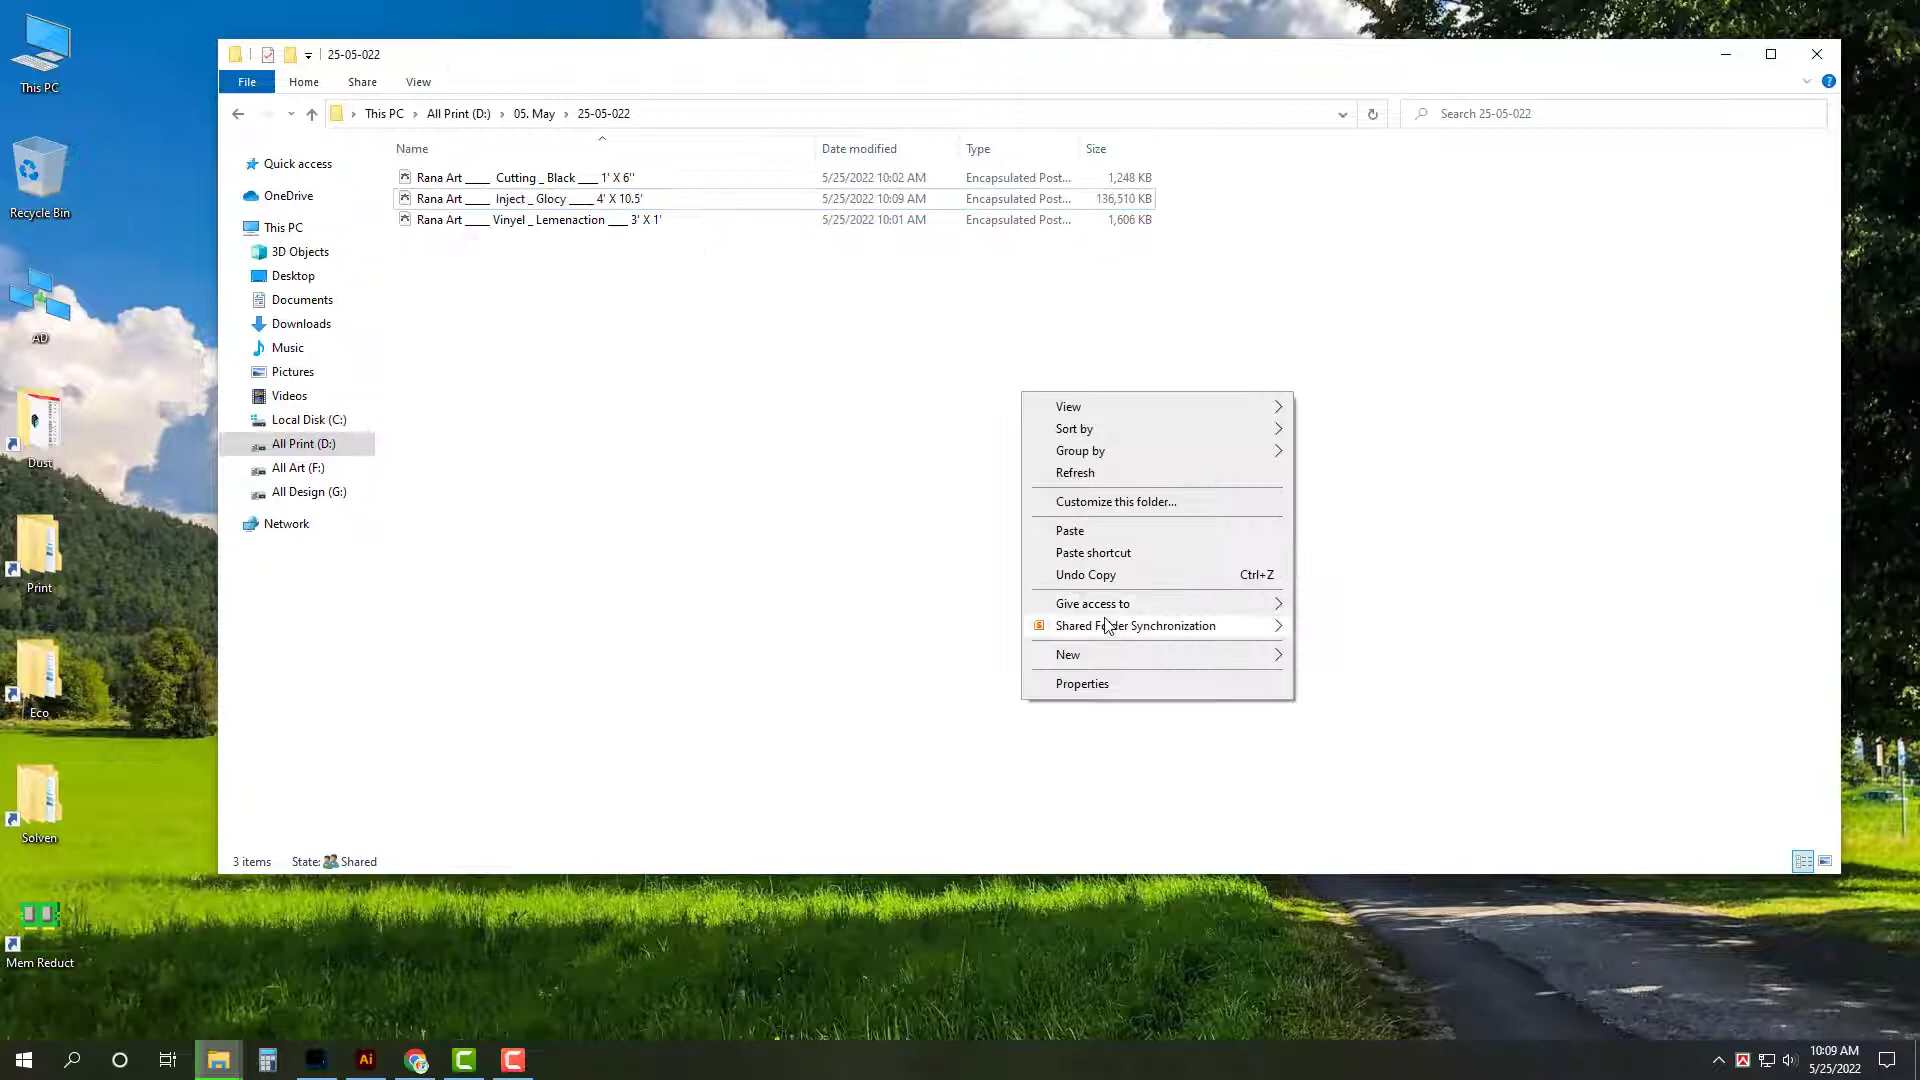 This PC
Recycle Bin
AD
Dust
Print
Eco
Solven
Mem Reduct
25-05-022
File Home Share View
This PC > All Print (D:) > 05. May > 25-05-022
Search 25-05-022
Quick access
OneDrive
This PC
3D Objects
Desktop
Documents
Downloads
Music
Pictures
Videos
Local Disk (C:)
All Print (D:)
All Art (F:)
All Design (G:)
Network
Name Date modified Type Size
Rana Art ____ Cutting _ Black ___ 1' X 6'' 5/25/2022 10:02 AM Encapsulated Post... 1,248 KB
Rana Art ____ Inject _ Glocy ____ 4' X 10.5' 5/25/2022 10:09 AM Encapsulated Post... 136,510 KB
Rana Art ____ Vinyel _ Lemenaction ___ 3' X 1' 5/25/2022 10:01 AM Encapsulated Post... 1,606 KB
View
Sort by
Group by
Refresh
Customize this folder...
Paste
Paste shortcut
Undo Copy Ctrl+Z
Give access to
Shared Folder Synchronization
New
Properties
3 items State: Shared
Ai
10:09 AM
5/25/2022